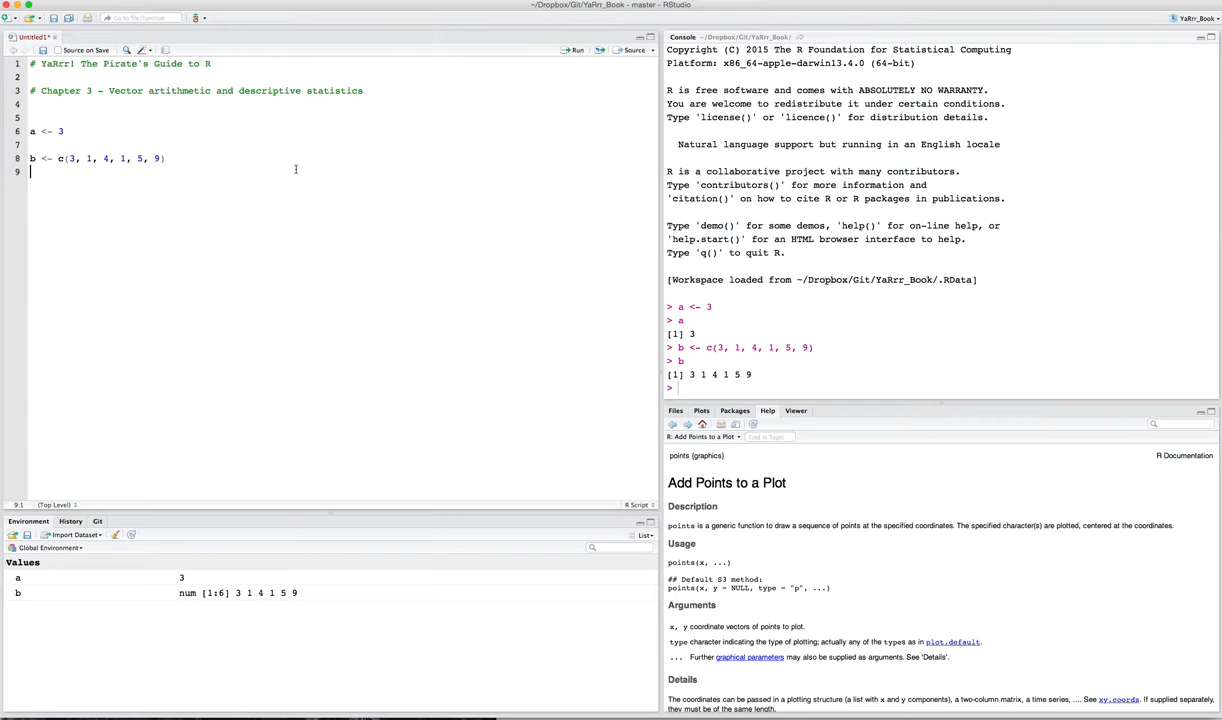 ~/Dropbox/Git/YaRrr_Book - master - RStudio
Go to file/function
YaRrr_Book
Untitled1*
Source on Save
Run
Source
1 # YaRrr! The Pirate's Guide to R
2
3 # Chapter 3 - Vector artithmetic and descriptive statistics
4
5
6 a <- 3
7
8 b <- c(3, 1, 4, 1, 5, 9)
9
9:1 (Top Level) R Script
Environment History Git
Import Dataset List
Global Environment
Values
a 3
b num [1:6] 3 1 4 1 5 9
Console ~/Dropbox/Git/YaRrr_Book/
Copyright (C) 2015 The R Foundation for Statistical Computing
Platform: x86_64-apple-darwin13.4.0 (64-bit)
R is free software and comes with ABSOLUTELY NO WARRANTY.
You are welcome to redistribute it under certain conditions.
Type 'license()' or 'licence()' for distribution details.
Natural language support but running in an English locale
R is a collaborative project with many contributors.
Type 'contributors()' for more information and
'citation()' on how to cite R or R packages in publications.
Type 'demo()' for some demos, 'help()' for on-line help, or
'help.start()' for an HTML browser interface to help.
Type 'q()' to quit R.
[Workspace loaded from ~/Dropbox/Git/YaRrr_Book/.RData]
> a <- 3
> a
[1] 3
> b <- c(3, 1, 4, 1, 5, 9)
> b
[1] 3 1 4 1 5 9
>
Files Plots Packages Help Viewer
R: Add Points to a Plot Find in Topic
points {graphics} R Documentation
Add Points to a Plot
Description
points is a generic function to draw a sequence of points at the specified coordinates. The specified character(s) are plotted, centered at the coordinates.
Usage
points(x, ...)
## Default S3 method:
points(x, y = NULL, type = "p", ...)
Arguments
x, y coordinate vectors of points to plot.
type character indicating the type of plotting; actually any of the types as in plot.default.
... Further graphical parameters may also be supplied as arguments. See 'Details'.
Details
The coordinates can be passed in a plotting structure (a list with x and y components), a two-column matrix, a time series, .... See xy.coords. If supplied separately,
they must be of the same length.